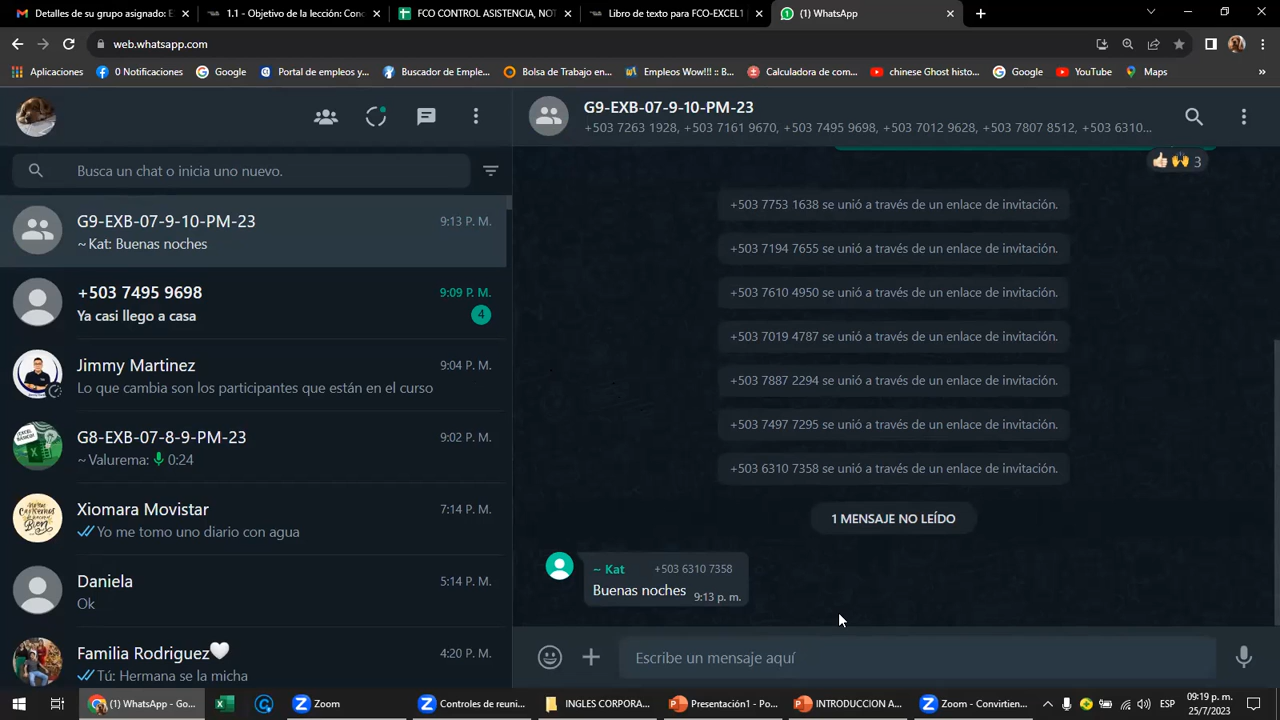 Detalles de su grupo asignado: E
1.1 - Objetivo de la lección: Con
FCO CONTROL ASISTENCIA, NOT
Libro de texto para FCO-EXCEL1
(1) WhatsApp
web.whatsapp.com
Aplicaciones
0 Notificaciones
Google
Portal de empleos y...
Buscador de Emple...
Bolsa de Trabajo en...
Empleos Wow!!! :: B...
Calculadora de com...
chinese Ghost histo...
Google
YouTube
Maps
G9-EXB-07-9-10-PM-23
+503 7263 1928, +503 7161 9670, +503 7495 9698, +503 7012 9628, +503 7807 8512, +503 6310...
Busca un chat o inicia uno nuevo.
G9-EXB-07-9-10-PM-23
9:13 P. M.
~ Kat: Buenas noches
+503 7495 9698
9:09 P. M.
Ya casi llego a casa
4
Jimmy Martinez
9:04 P. M.
Lo que cambia son los participantes que están en el curso
EXCEL BÁSICO
G8-EXB-07-8-9-PM-23
9:02 P. M.
~ Valurema: 0:24
Xiomara Movistar
7:14 P. M.
Yo me tomo uno diario con agua
Daniela
5:14 P. M.
Ok
Familia Rodriguez🤍
4:20 P. M.
Tú: Hermana se la micha
👍🏻🙌 3
+503 7753 1638 se unió a través de un enlace de invitación.
+503 7194 7655 se unió a través de un enlace de invitación.
+503 7610 4950 se unió a través de un enlace de invitación.
+503 7019 4787 se unió a través de un enlace de invitación.
+503 7887 2294 se unió a través de un enlace de invitación.
+503 7497 7295 se unió a través de un enlace de invitación.
+503 6310 7358 se unió a través de un enlace de invitación.
1 MENSAJE NO LEÍDO
~ Kat +503 6310 7358
Buenas noches 9:13 p. m.
Escribe un mensaje aquí
(1) WhatsApp - Go...
Zoom
Controles de reuni...
INGLES CORPORA...
Presentación1 - Po...
INTRODUCCION A...
Zoom - Convirtien...
ESP
09:19 p. m.
25/7/2023